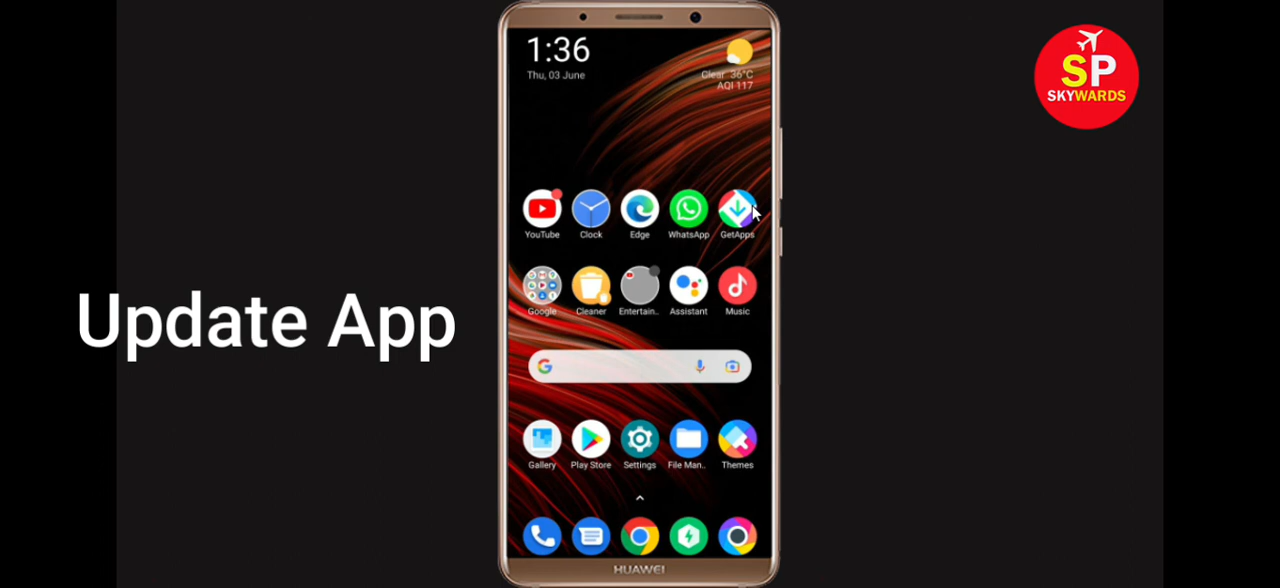 1:36
Thu, 03 June
Clear 36°C
AQI 117
SP
SKYWARDS
YouTube
Clock
Edge
WhatsApp
GetApps
Google
Cleaner
Entertain..
Assistant
Music
Update App
Gallery
Play Store
Settings
File Man..
Themes
HUAWEI